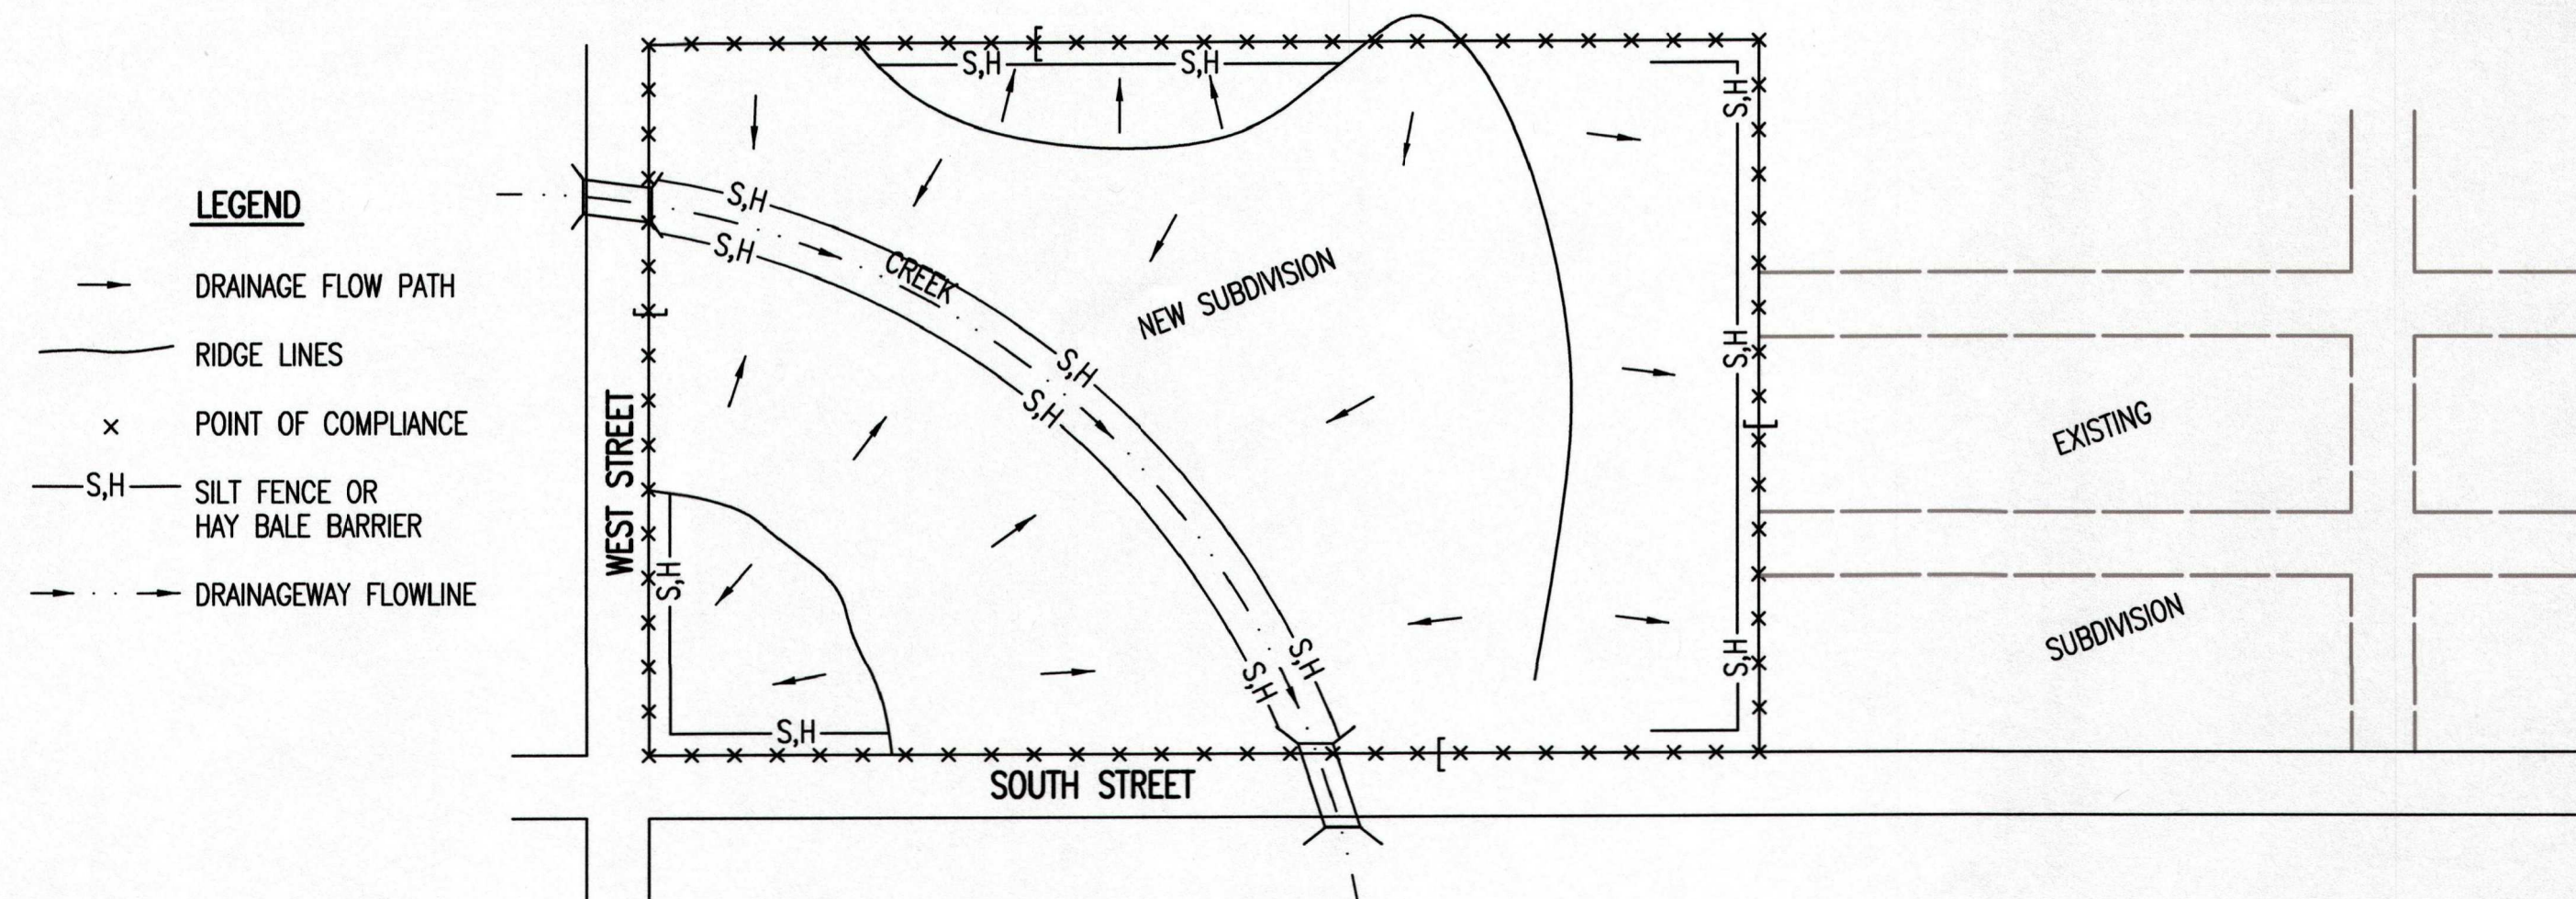 LEGEND
DRAINAGE FLOW PATH
RIDGE LINES
POINT OF COMPLIANCE
S,H
SILT FENCE OR
HAY BALE BARRIER
DRAINAGEWAY FLOWLINE
S,H
S,H
S,H
S,H
S,H
CREEK
NEW SUBDIVISION
S,H
S,H
S,H
WEST STREET
S,H
EXISTING
SUBDIVISION
S,H
S,H
S,H
S,H
SOUTH STREET